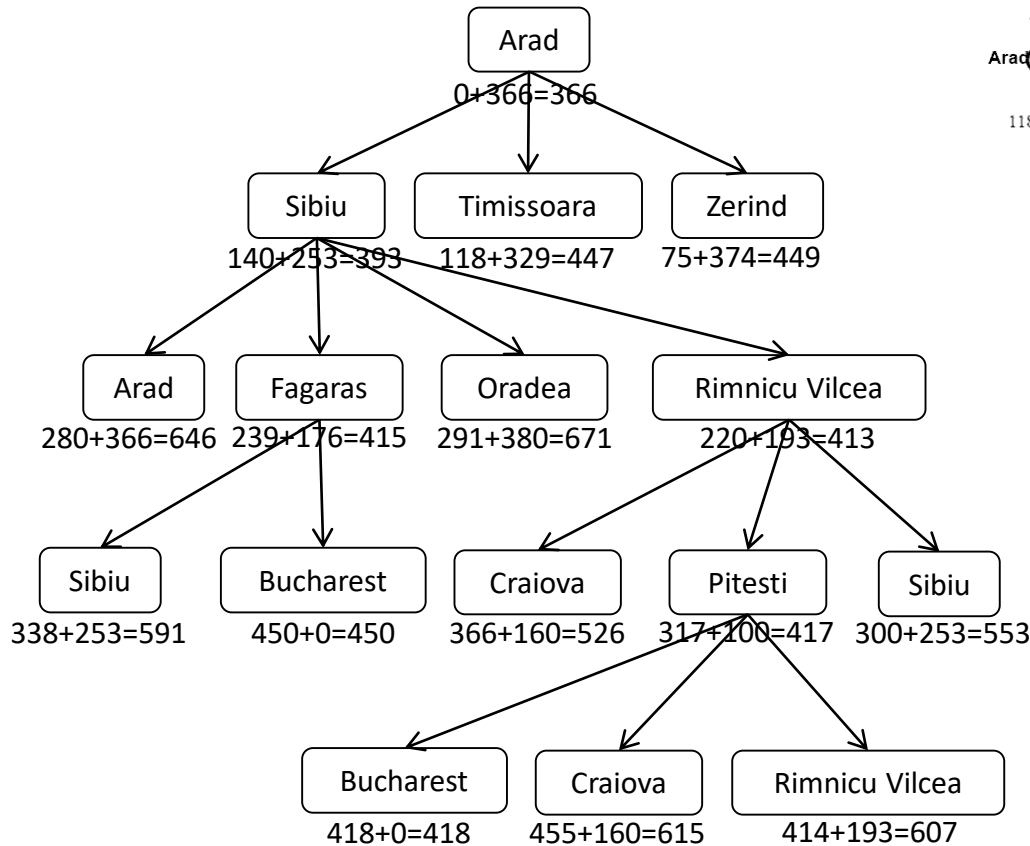 Arad
0+366=366
Arad
118
Sibiu
Timissoara
Zerind
140+253=393
118+329=447
75+374=449
Arad
Fagaras
Oradea
Rimnicu Vilcea
280+366=646
239+176=415
291+380=671
220+193=413
Sibiu
Bucharest
Craiova
Pitesti
Sibiu
338+253=591
450+0=450
366+160=526
317+100=417
300+253=553
Bucharest
Craiova
Rimnicu Vilcea
418+0=418
455+160=615
414+193=607